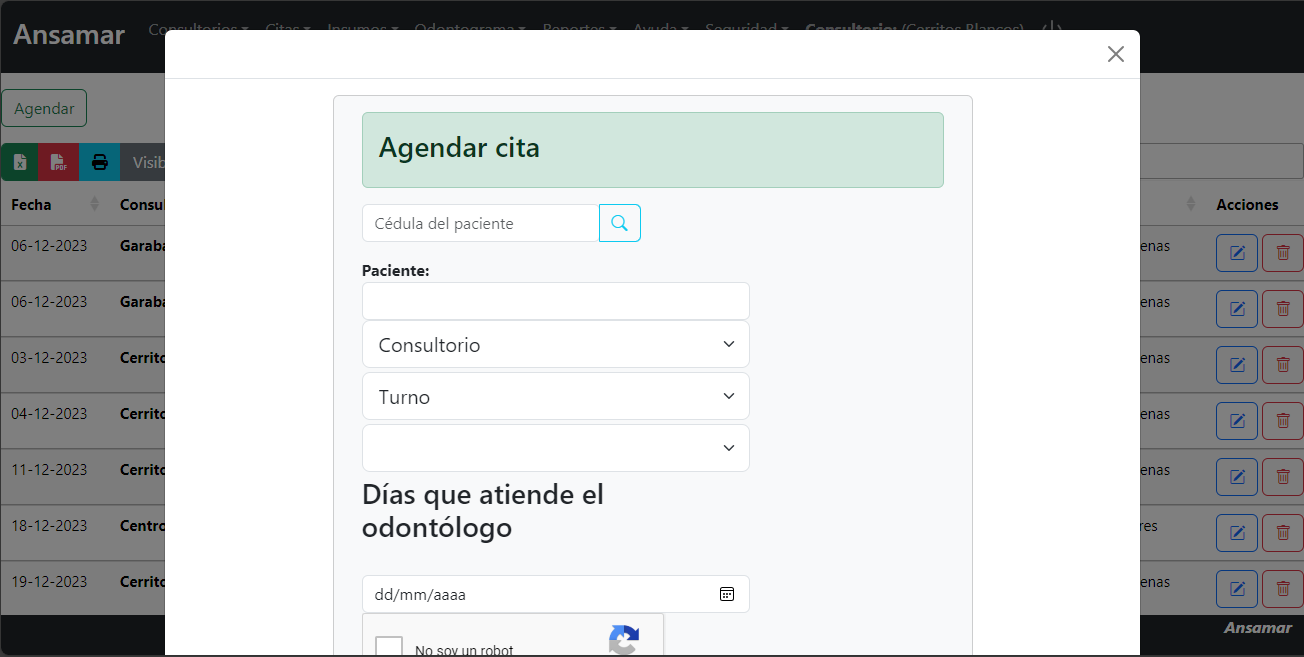 Ansamar
Consultorios Citas Insumos Odontograma Reportes Ayuda Seguridad Consultorio: (Cerritos Blancos)
Agendar
Visib
Fecha Consul Acciones
06-12-2023 Garaba enas
06-12-2023 Garaba enas
03-12-2023 Cerrito enas
04-12-2023 Cerrito enas
11-12-2023 Cerrito enas
18-12-2023 Centro res
19-12-2023 Cerrito enas
Agendar cita
Cédula del paciente
Paciente:
Consultorio
Turno
Días que atiende el
odontólogo
dd/mm/aaaa
No soy un robot
Ansamar